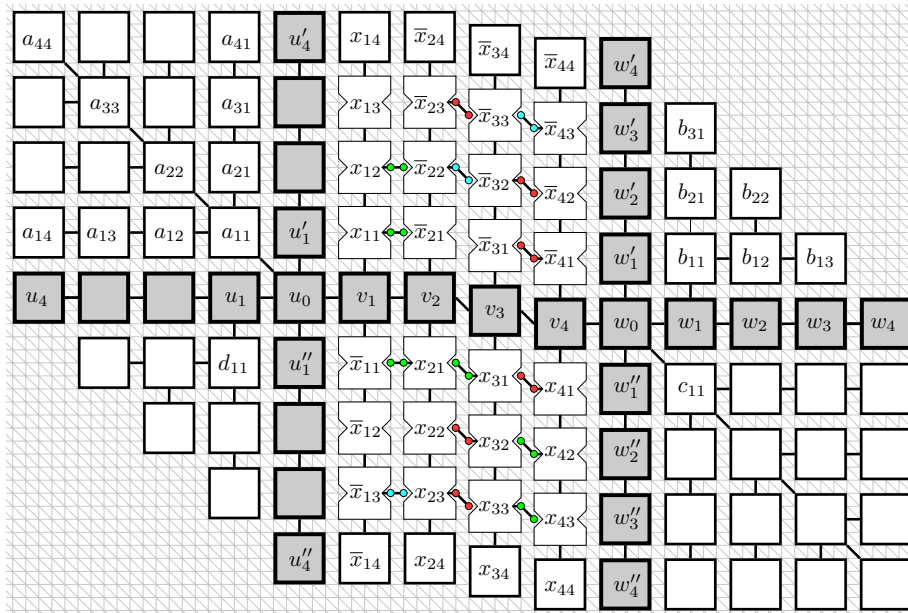 a₄₄ a₄₁ u′₄ x₁₄ x̅₂₄ x̅₃₄ x̅₄₄ w′₄
a₃₃ a₃₁ x₁₃ x̅₂₃ x̅₃₃ x̅₄₃ w′₃ b₃₁
a₂₂ a₂₁ x₁₂ x̅₂₂ x̅₃₂ x̅₄₂ w′₂ b₂₁ b₂₂
a₁₄ a₁₃ a₁₂ a₁₁ u′₁ x₁₁ x̅₂₁ x̅₃₁ x̅₄₁ w′₁ b₁₁ b₁₂ b₁₃
u₄ u₁ u₀ v₁ v₂ v₃ v₄ w₀ w₁ w₂ w₃ w₄
d₁₁ u″₁ x̅₁₁ x₂₁ x₃₁ x₄₁ w″₁ c₁₁
x̅₁₂ x₂₂ x₃₂ x₄₂ w″₂
x̅₁₃ x₂₃ x₃₃ x₄₃ w″₃
u″₄ x̅₁₄ x₂₄ x₃₄ x₄₄ w″₄